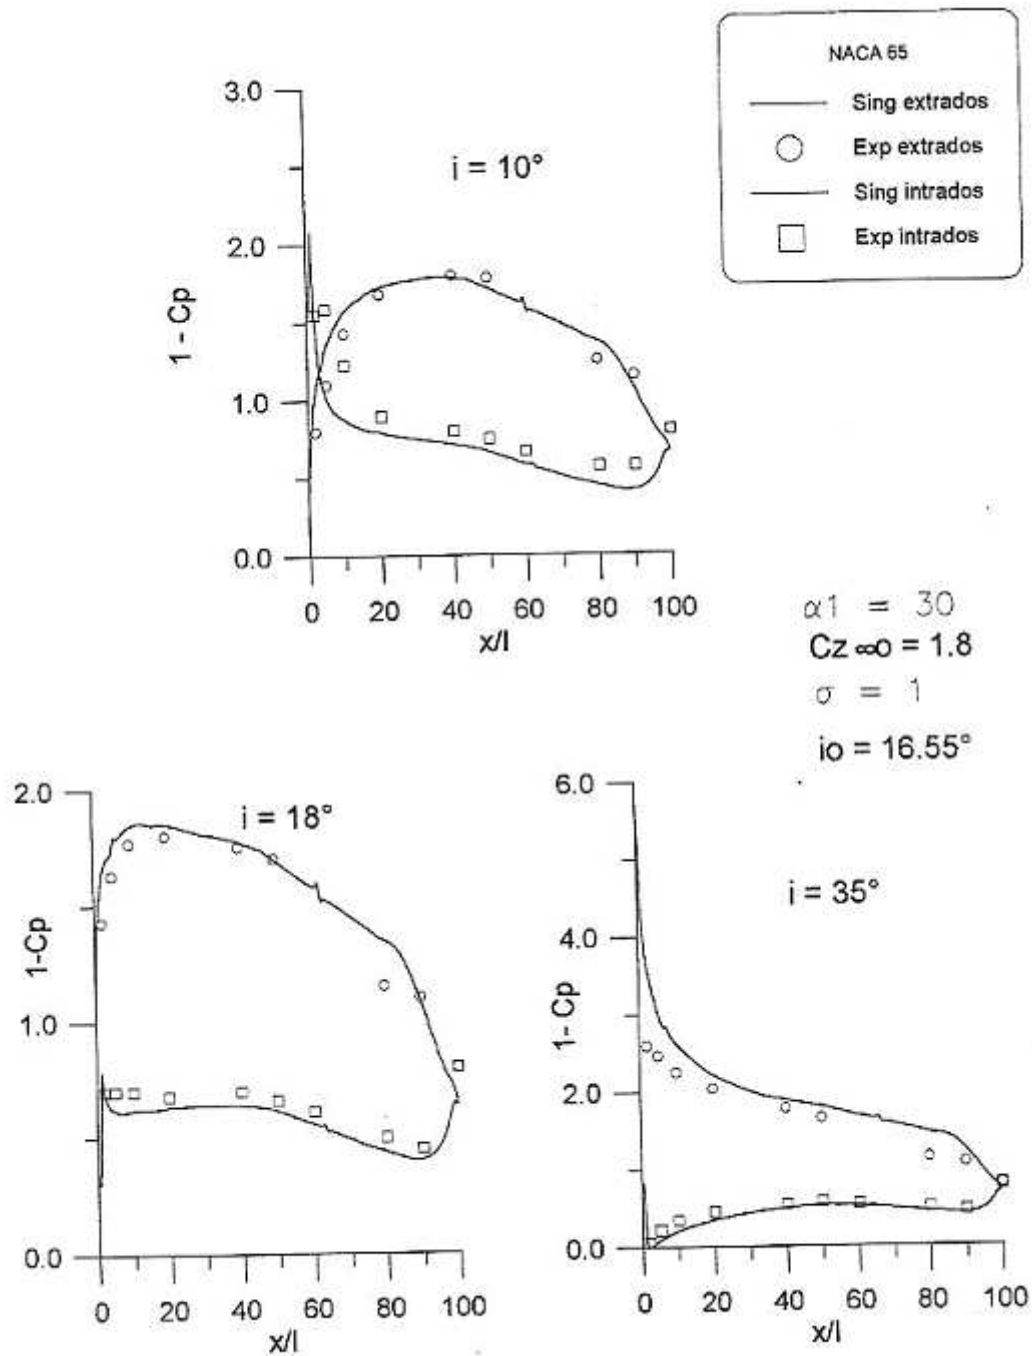 NACA 65
Sing extrados
Exp extrados
Sing intrados
Exp intrados
3.0
2.0
1.0
0.0
1 - Cp
i = 10°
0 20 40 60 80 100
x/l
α1 = 30
Cz ∞o = 1.8
σ = 1
io = 16.55°
2.0
1.0
0.0
1-Cp
i = 18°
0 20 40 60 80 100
x/l
6.0
4.0
2.0
0.0
1- Cp
i = 35°
0 20 40 60 80 100
x/l